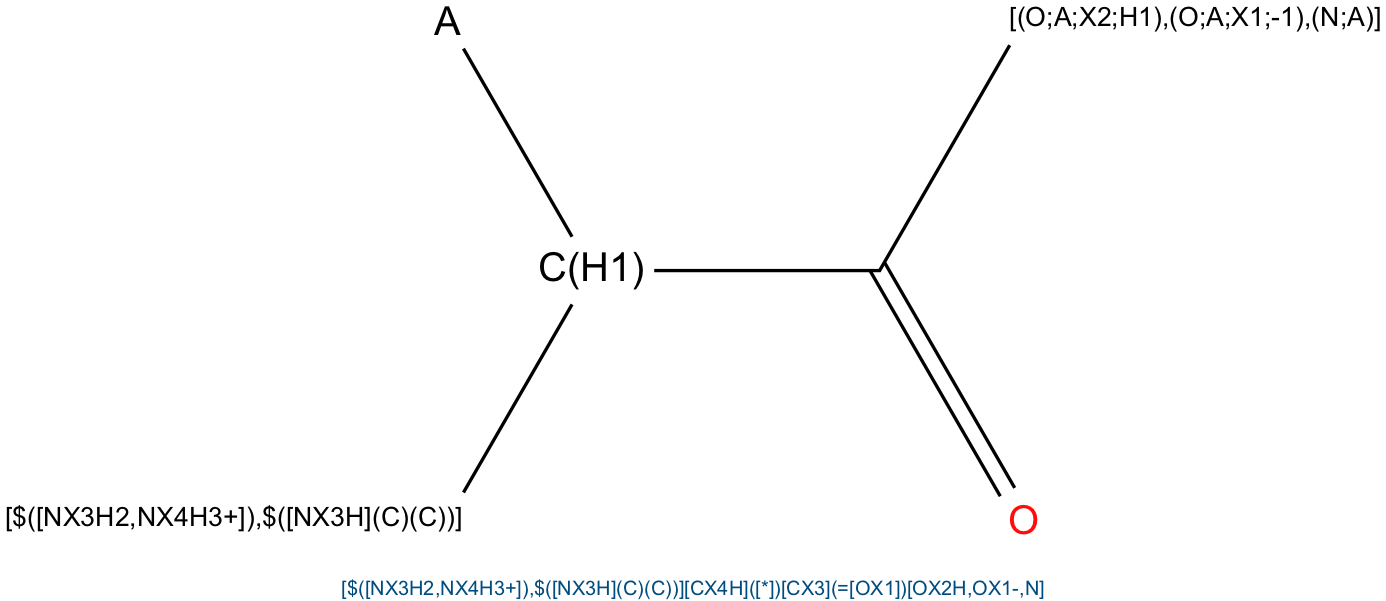 A
[(O;A;X2;H1),(O;A;X1;-1),(N;A)]
C(H1)
[$([NX3H2,NX4H3+]),$([NX3H](C)(C))]
O
[$([NX3H2,NX4H3+]),$([NX3H](C)(C))][CX4H]([*])[CX3](=[OX1])[OX2H,OX1-,N]